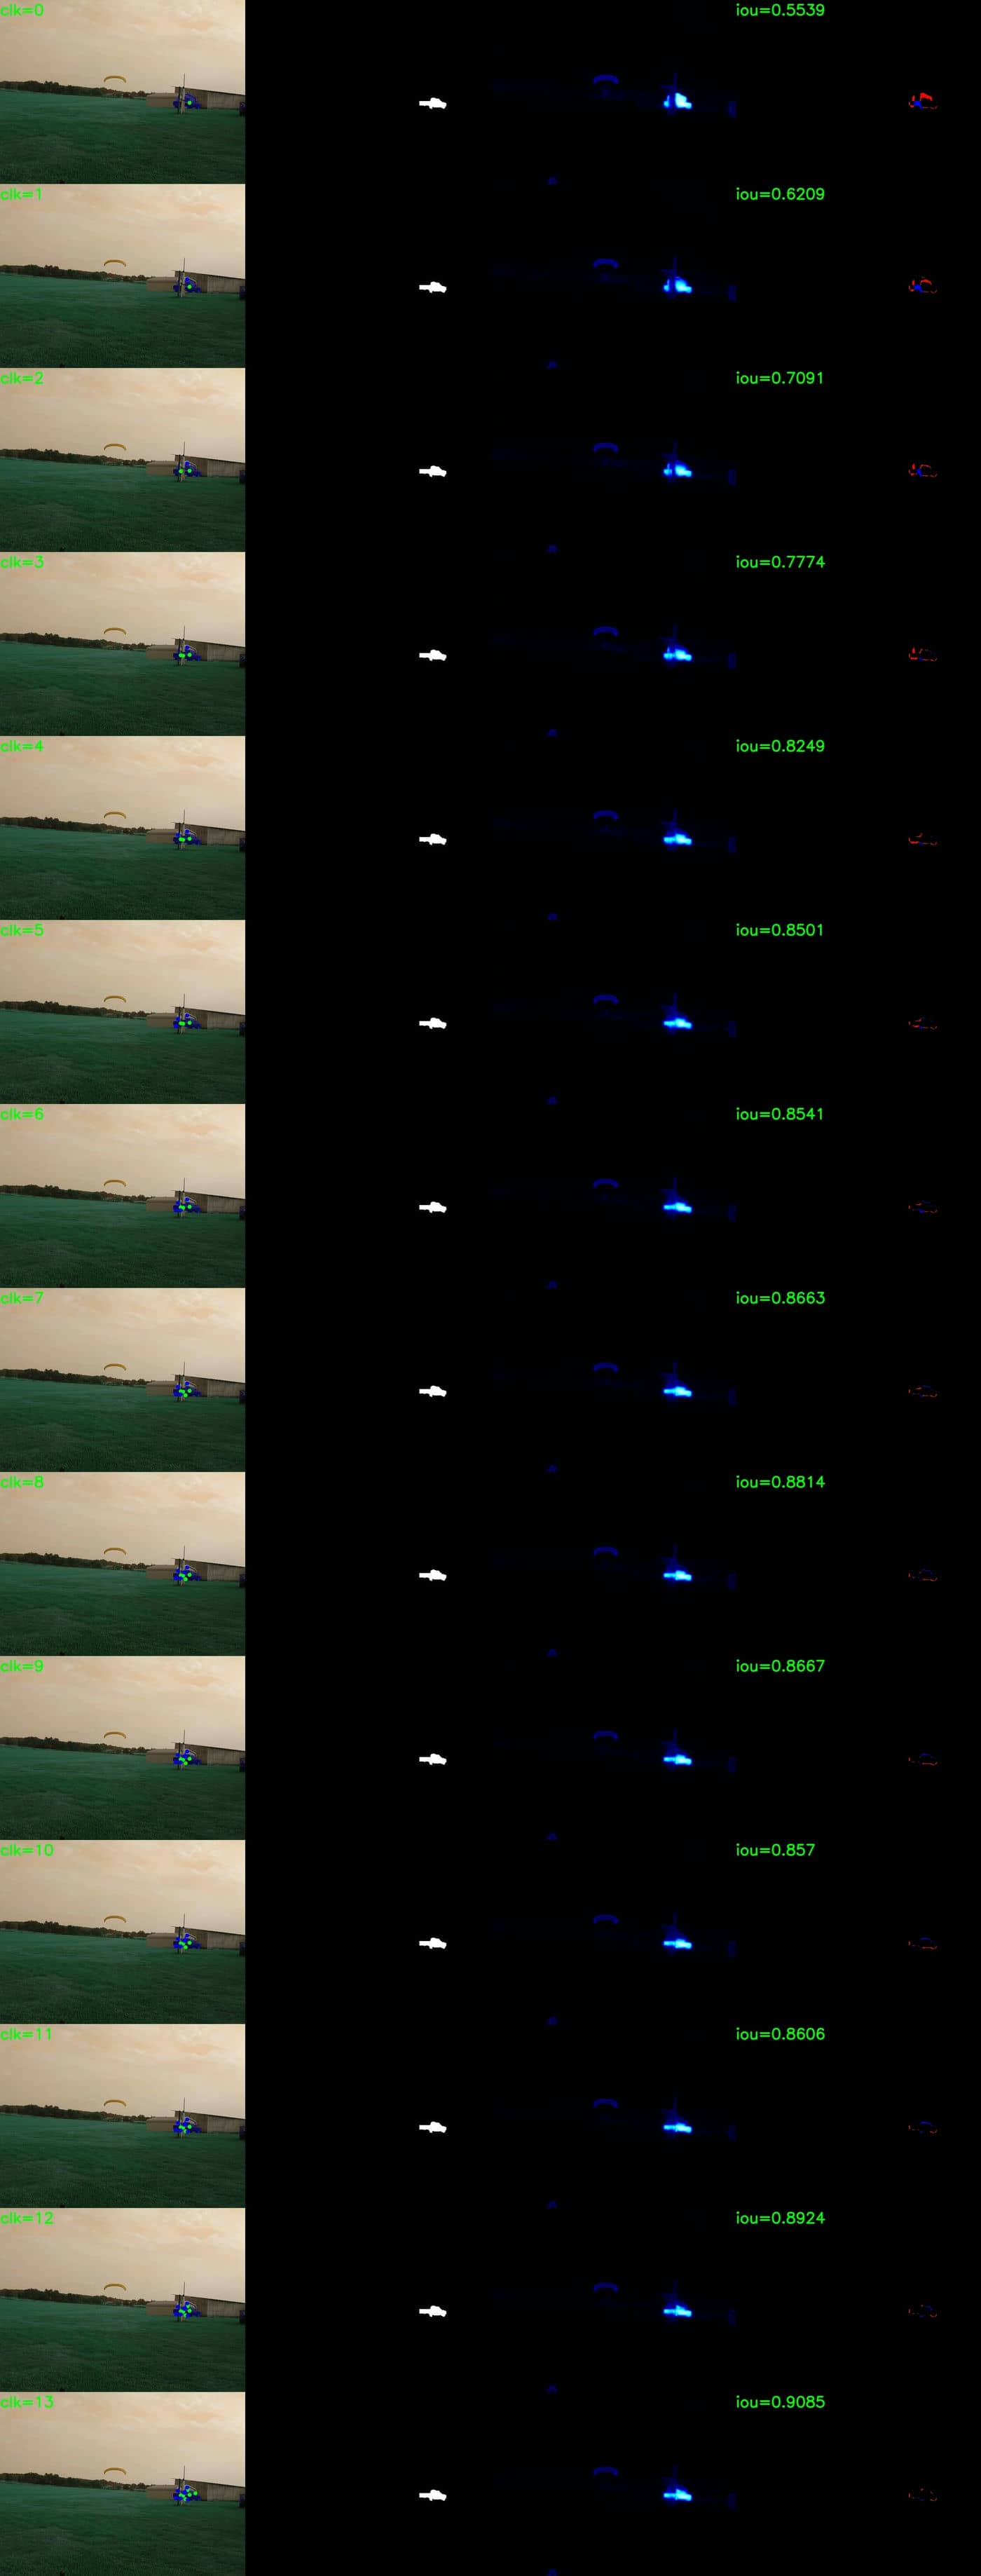 clk=0 iou=0.5539
clk=1 iou=0.6209
clk=2 iou=0.7091
clk=3 iou=0.7774
clk=4 iou=0.8249
clk=5 iou=0.8501
clk=6 iou=0.8541
clk=7 iou=0.8663
clk=8 iou=0.8814
clk=9 iou=0.8667
clk=10 iou=0.857
clk=11 iou=0.8606
clk=12 iou=0.8924
clk=13 iou=0.9085